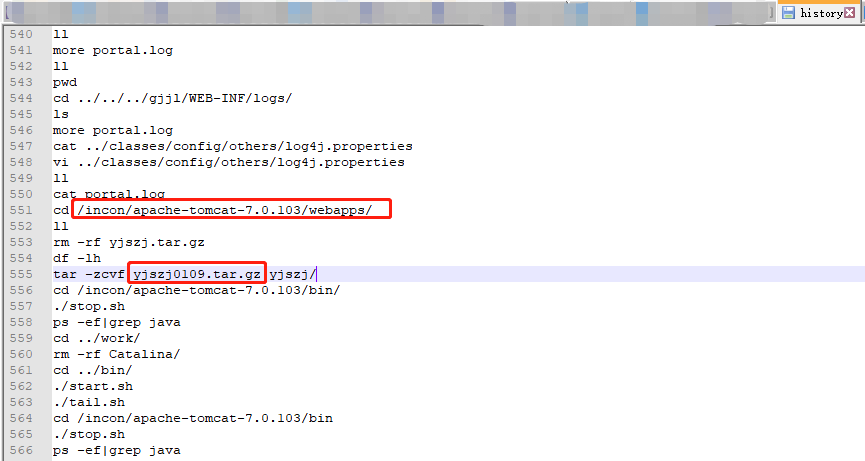 history
540 ll
541 more portal.log
542 ll
543 pwd
544 cd ../../../gjjl/WEB-INF/logs/
545 ls
546 more portal.log
547 cat ../classes/config/others/log4j.properties
548 vi ../classes/config/others/log4j.properties
549 ll
550 cat portal.log
551 cd /incon/apache-tomcat-7.0.103/webapps/
552 ll
553 rm -rf yjszj.tar.gz
554 df -lh
555 tar -zcvf yjszj0109.tar.gz yjszj/
556 cd /incon/apache-tomcat-7.0.103/bin/
557 ./stop.sh
558 ps -ef|grep java
559 cd ../work/
560 rm -rf Catalina/
561 cd ../bin/
562 ./start.sh
563 ./tail.sh
564 cd /incon/apache-tomcat-7.0.103/bin
565 ./stop.sh
566 ps -ef|grep java